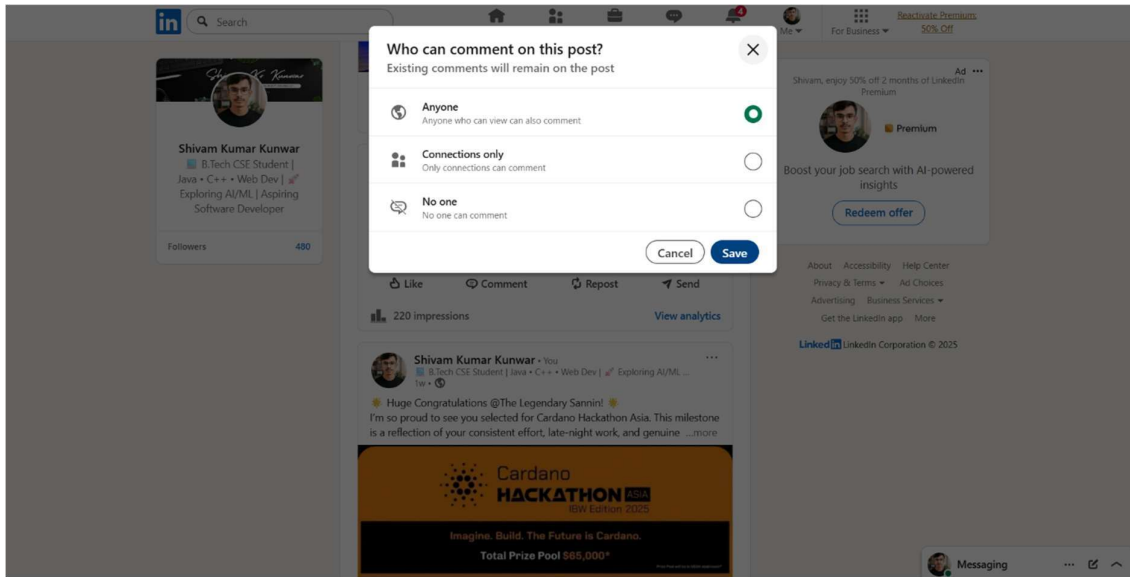 in
Search
4
Me
For Business
Reactivate Premium:
50% Off
Who can comment on this post?
Existing comments will remain on the post
Anyone
Anyone who can view can also comment
Connections only
Only connections can comment
No one
No one can comment
Cancel
Save
Shivam Kumar Kunwar
B.Tech CSE Student |
Java • C++ • Web Dev |
Exploring AI/ML | Aspiring
Software Developer
Followers 480
Ad
Shivam, enjoy 50% off 2 months of LinkedIn
Premium
Premium
Boost your job search with AI-powered
insights
Redeem offer
About Accessibility Help Center
Privacy & Terms Ad Choices
Advertising Business Services
Get the LinkedIn app More
Linkedin LinkedIn Corporation © 2025
Like Comment Repost Send
220 impressions View analytics
Shivam Kumar Kunwar • You
B.Tech CSE Student | Java • C++ • Web Dev | Exploring AI/ML ...
1w •
Huge Congratulations @The Legendary Sannin!
I'm so proud to see you selected for Cardano Hackathon Asia. This milestone
is a reflection of your consistent effort, late-night work, and genuine ...more
Cardano
HACKATHON ASIA
IBW Edition 2025
Imagine. Build. The Future is Cardano.
Total Prize Pool $65,000*
Messaging